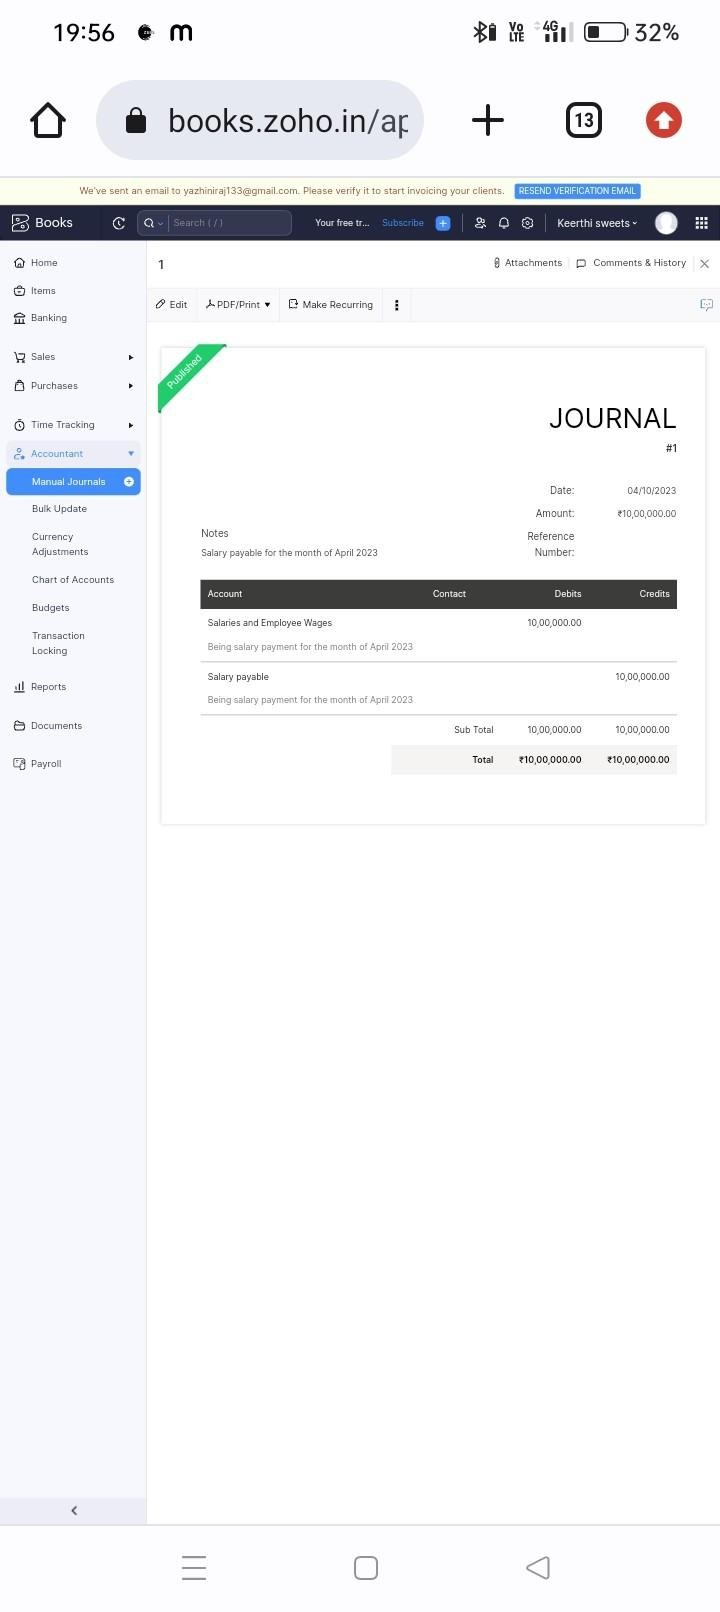 19:56 m Vo LTE 4G 32%
books.zoho.in/ap
13
We've sent an email to yazhiniraj133@gmail.com. Please verify it to start invoicing your clients. RESEND VERIFICATION EMAIL
Books Search ( / ) Your free tr... Subscribe Keerthi sweets
Home
Items
Banking
Sales
Purchases
Time Tracking
Accountant
Manual Journals
Bulk Update
Currency
Adjustments
Chart of Accounts
Budgets
Transaction
Locking
Reports
Documents
Payroll
1 Attachments Comments & History
Edit PDF/Print Make Recurring
Published
JOURNAL
#1
Date: 04/10/2023
Amount: ₹10,00,000.00
Reference
Number:
Notes
Salary payable for the month of April 2023
Account Contact Debits Credits
Salaries and Employee Wages 10,00,000.00
Being salary payment for the month of April 2023
Salary payable 10,00,000.00
Being salary payment for the month of April 2023
Sub Total 10,00,000.00 10,00,000.00
Total ₹10,00,000.00 ₹10,00,000.00